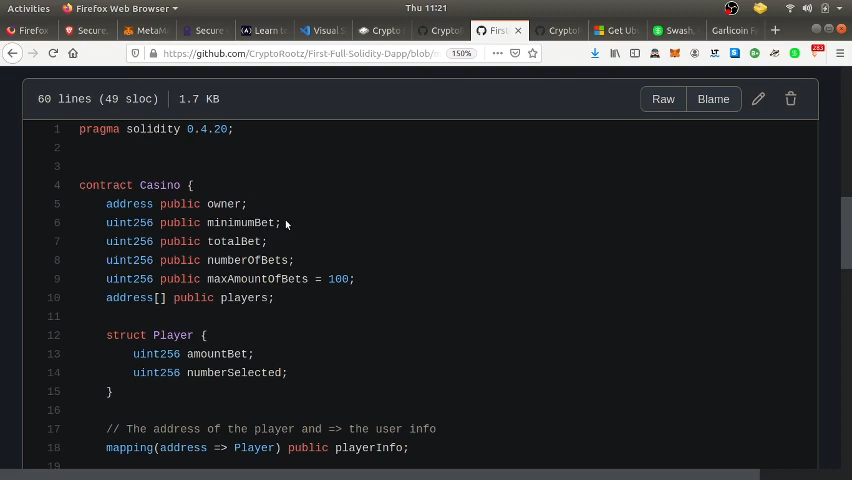 Activities Firefox Web Browser Thu 11:21
Firefox Secure, MetaM Secure Learn L Visual S Crypto CryptoR First- CryptoR Get Ub Swash, Garlicoin
https://github.com/CryptoRootz/First-Full-Solidity-Dapp/blob/m 150% 283
60 lines (49 sloc) 1.7 KB Raw Blame
1 pragma solidity 0.4.20;
2
3
4 contract Casino {
5 address public owner;
6 uint256 public minimumBet;
7 uint256 public totalBet;
8 uint256 public numberOfBets;
9 uint256 public maxAmountOfBets = 100;
10 address[] public players;
11
12 struct Player {
13 uint256 amountBet;
14 uint256 numberSelected;
15 }
16
17 // The address of the player and => the user info
18 mapping(address => Player) public playerInfo;
19